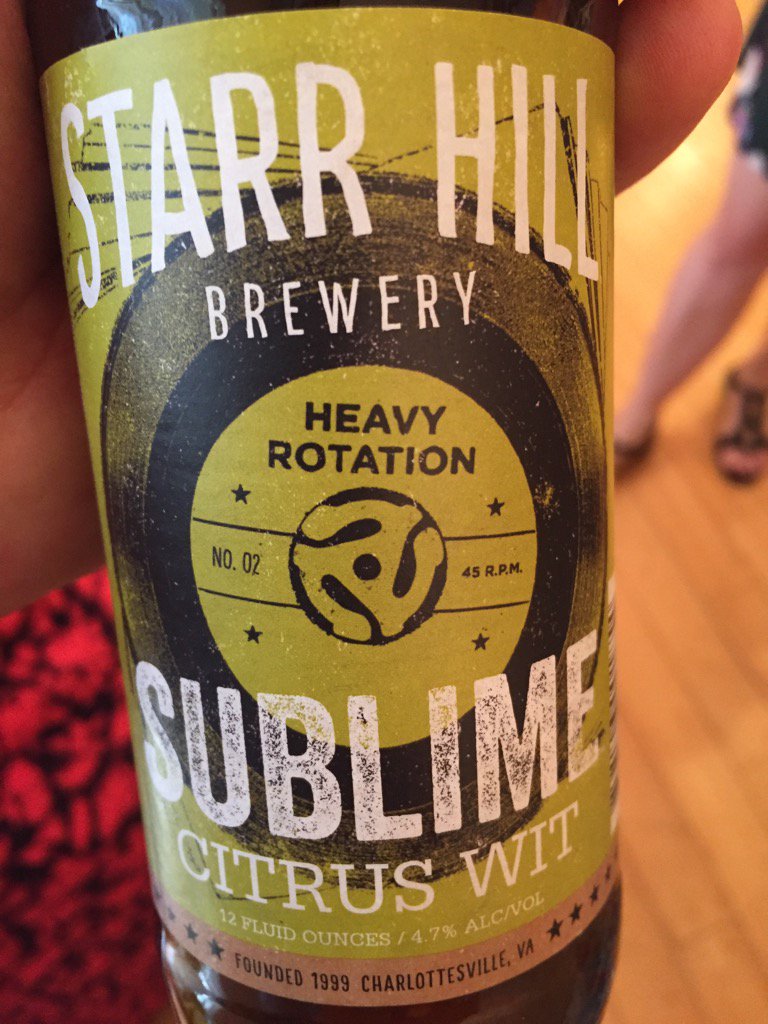 STARR HILL
BREWERY
HEAVY
ROTATION
NO. 02
45 R.P.M.
SUBLIME
CITRUS WIT
12 FLUID OUNCES / 4.7% ALC/VOL
FOUNDED 1999 CHARLOTTESVILLE, VA